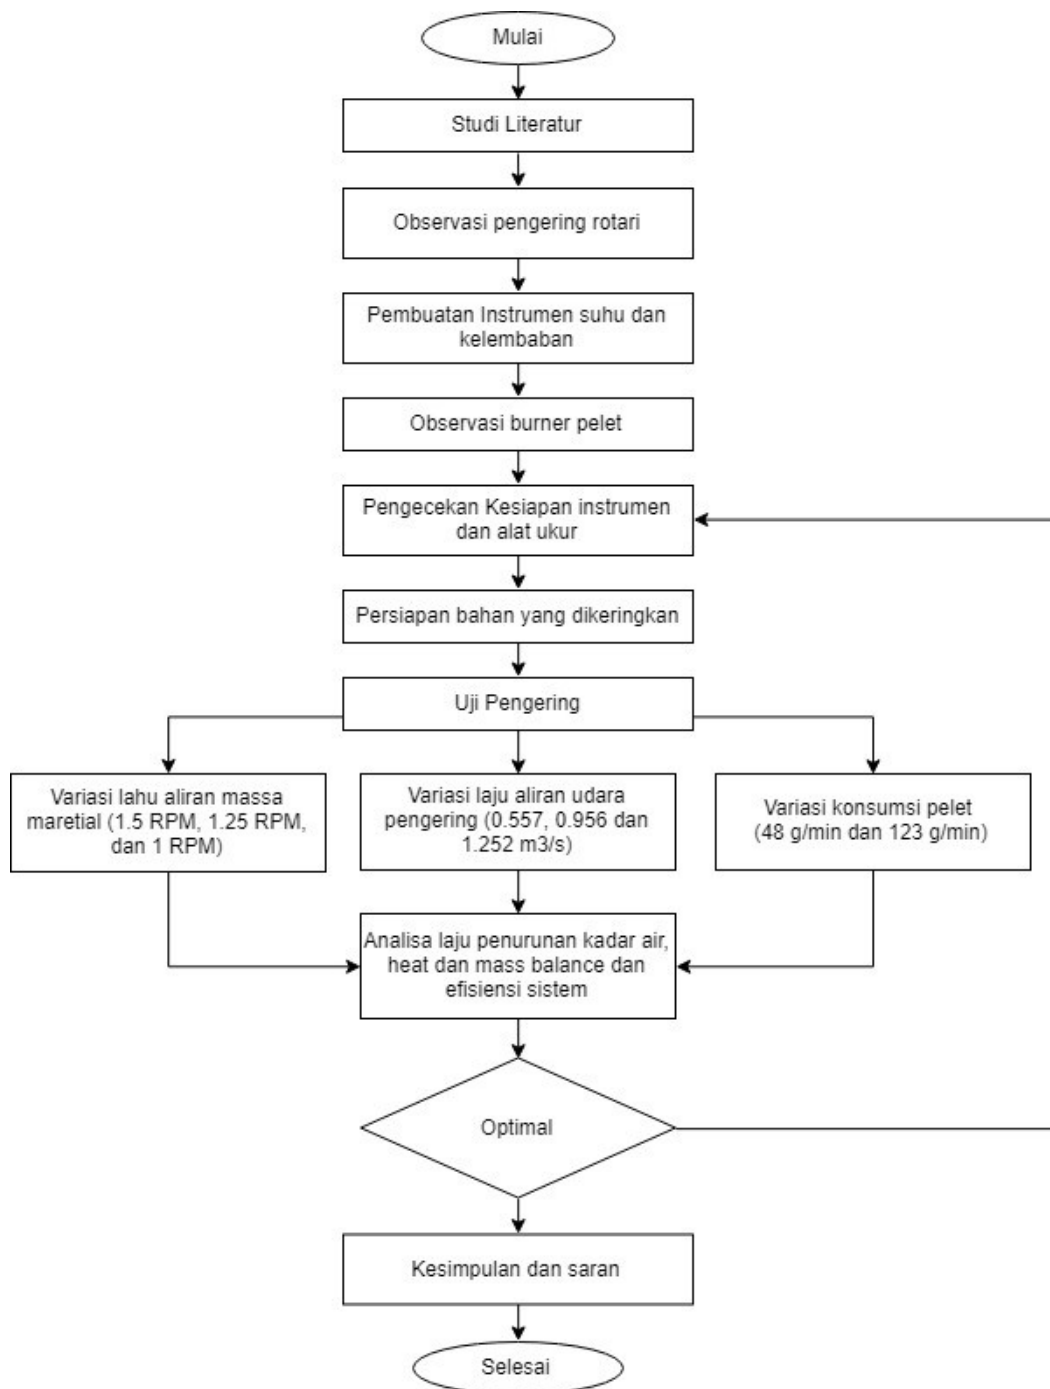 Mulai
Studi Literatur
Observasi pengering rotari
Pembuatan Instrumen suhu dan
kelembaban
Observasi burner pelet
Pengecekan Kesiapan instrumen
dan alat ukur
Persiapan bahan yang dikeringkan
Uji Pengering
Variasi lahu aliran massa
maretial (1.5 RPM, 1.25 RPM,
dan 1 RPM)
Variasi laju aliran udara
pengering (0.557, 0.956 dan
1.252 m3/s)
Variasi konsumsi pelet
(48 g/min dan 123 g/min)
Analisa laju penurunan kadar air,
heat dan mass balance dan
efisiensi sistem
Optimal
Kesimpulan dan saran
Selesai